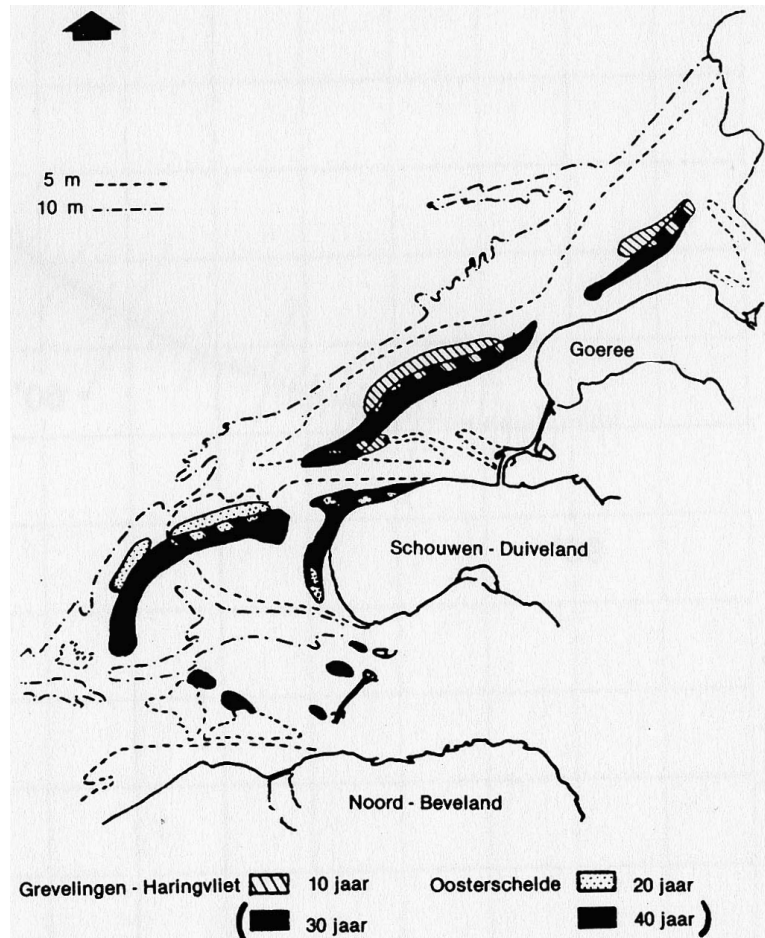 5 m
10 m
Goeree
Schouwen - Duiveland
Noord - Beveland
Grevelingen - Haringvliet 10 jaar Oosterschelde 20 jaar
( 30 jaar 40 jaar )